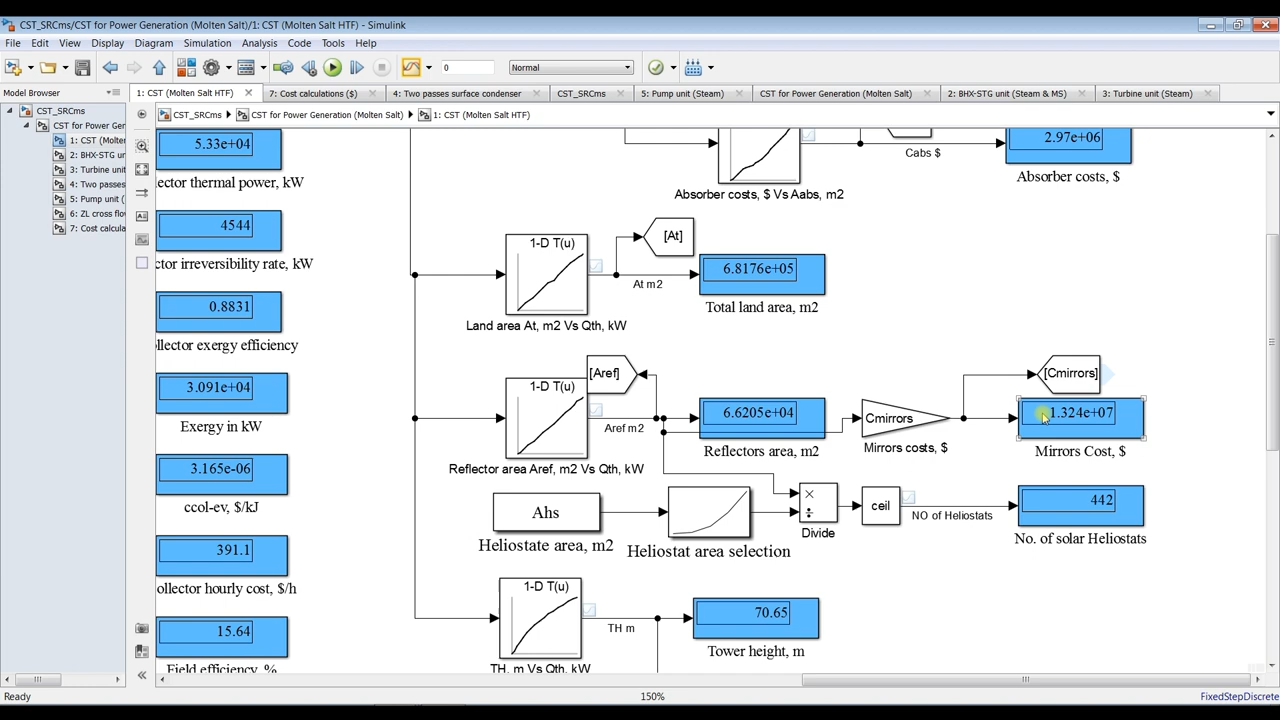 CST_SRCms/CST for Power Generation (Molten Salt)/1: CST (Molten Salt HTF) - Simulink
File Edit View Display Diagram Simulation Analysis Code Tools Help
0 Normal
Model Browser
1: CST (Molten Salt HTF) 7: Cost calculations ($) 4: Two passes surface condenser CST_SRCms 5: Pump unit (Steam) CST for Power Generation (Molten Salt) 2: BHX-STG unit (Steam & MS) 3: Turbine unit (Steam)
CST_SRCms CST for Power Generation (Molten Salt) 1: CST (Molten Salt HTF)
CST_SRCms
CST for Power Gener
1: CST (Molte
2: BHX-STG un
3: Turbine unit
4: Two passes
5: Pump unit (
6: ZL cross flo
7: Cost calcula
5.33e+04
lector thermal power, kW
4544
ctor irreversibility rate, kW
0.8831
llector exergy efficiency
3.091e+04
Exergy in kW
3.165e-06
ccol-ev, $/kJ
391.1
ollector hourly cost, $/h
15.64
Field efficiency, %
Absorber costs, $ Vs Aabs, m2
Cabs $
2.97e+06
Absorber costs, $
1-D T(u)
Land area At, m2 Vs Qth, kW
[At]
At m2
6.8176e+05
Total land area, m2
1-D T(u)
Reflector area Aref, m2 Vs Qth, kW
[Aref]
Aref m2
6.6205e+04
Reflectors area, m2
Cmirrors
Mirrors costs, $
[Cmirrors]
1.324e+07
Mirrors Cost, $
Ahs
Heliostate area, m2
Heliostat area selection
×
÷
Divide
ceil
NO of Heliostats
442
No. of solar Heliostats
1-D T(u)
TH, m Vs Qth, kW
TH m
70.65
Tower height, m
Ready 150% FixedStepDiscrete